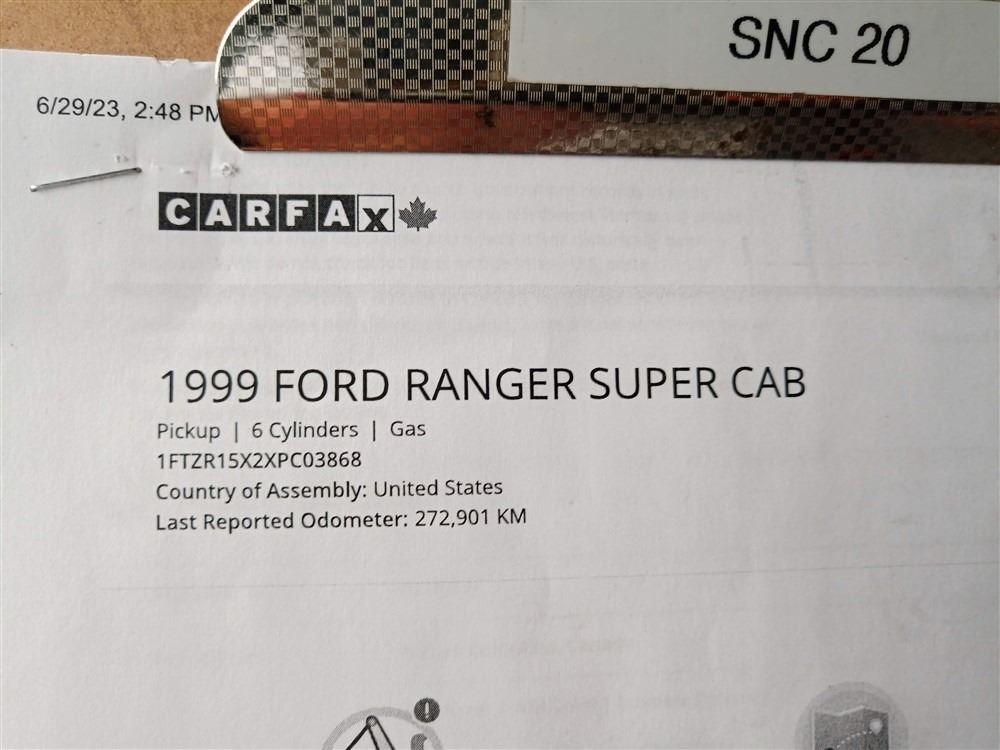 SNC 20
6/29/23, 2:48 PM
CARFAX
1999 FORD RANGER SUPER CAB
Pickup | 6 Cylinders | Gas
1FTZR15X2XPC03868
Country of Assembly: United States
Last Reported Odometer: 272,901 KM